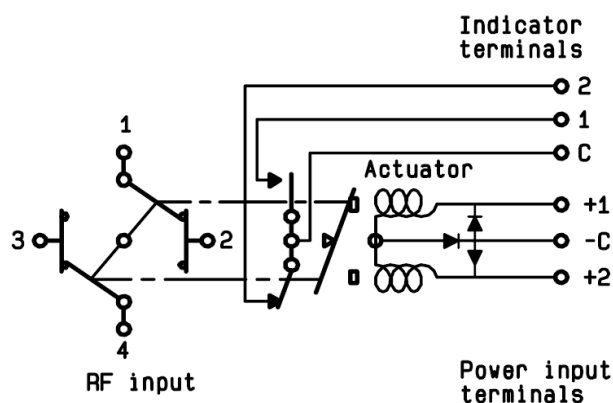 Indicator
terminals
2
1
C
1
Actuator
+1
3
2
-C
+2
4
RF input
Power input
terminals